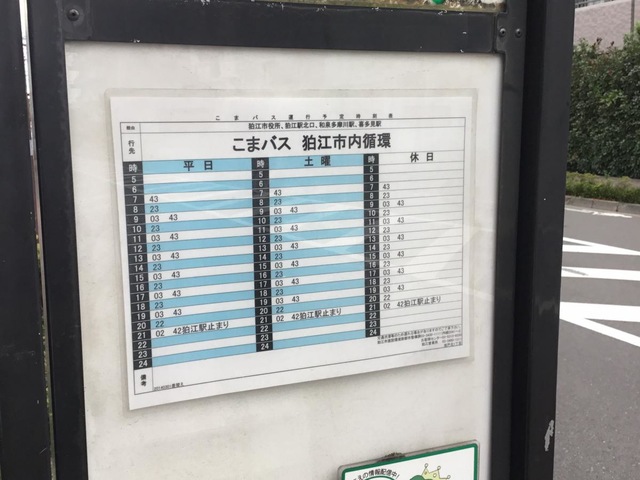 こまバス運行予定時刻表
経由 狛江市役所、狛江駅北口、和泉多摩川駅、喜多見駅
行先 こまバス 狛江市内循環
時 平日 時 土曜 時 休日
5 5 5
6 6 6
7 43 7 43 7 43
8 23 8 23 8 23
9 03 43 9 03 43 9 03 43
10 23 10 23 10 23
11 03 43 11 03 43 11 03 43
12 23 12 23 12 23
13 03 43 13 03 43 13 03 43
14 23 14 23 14 23
15 03 43 15 03 43 15 03 43
16 23 16 23 16 23
17 03 43 17 03 43 17 03 43
18 23 18 23 18 23
19 03 43 19 03 43 19 03 43
20 22 20 22 20 22
21 02 42狛江駅止まり 21 02 42狛江駅止まり 21 02 42狛江駅止まり
22 22 22
23 23 23
24 24 24
備考
えの情報配信中!